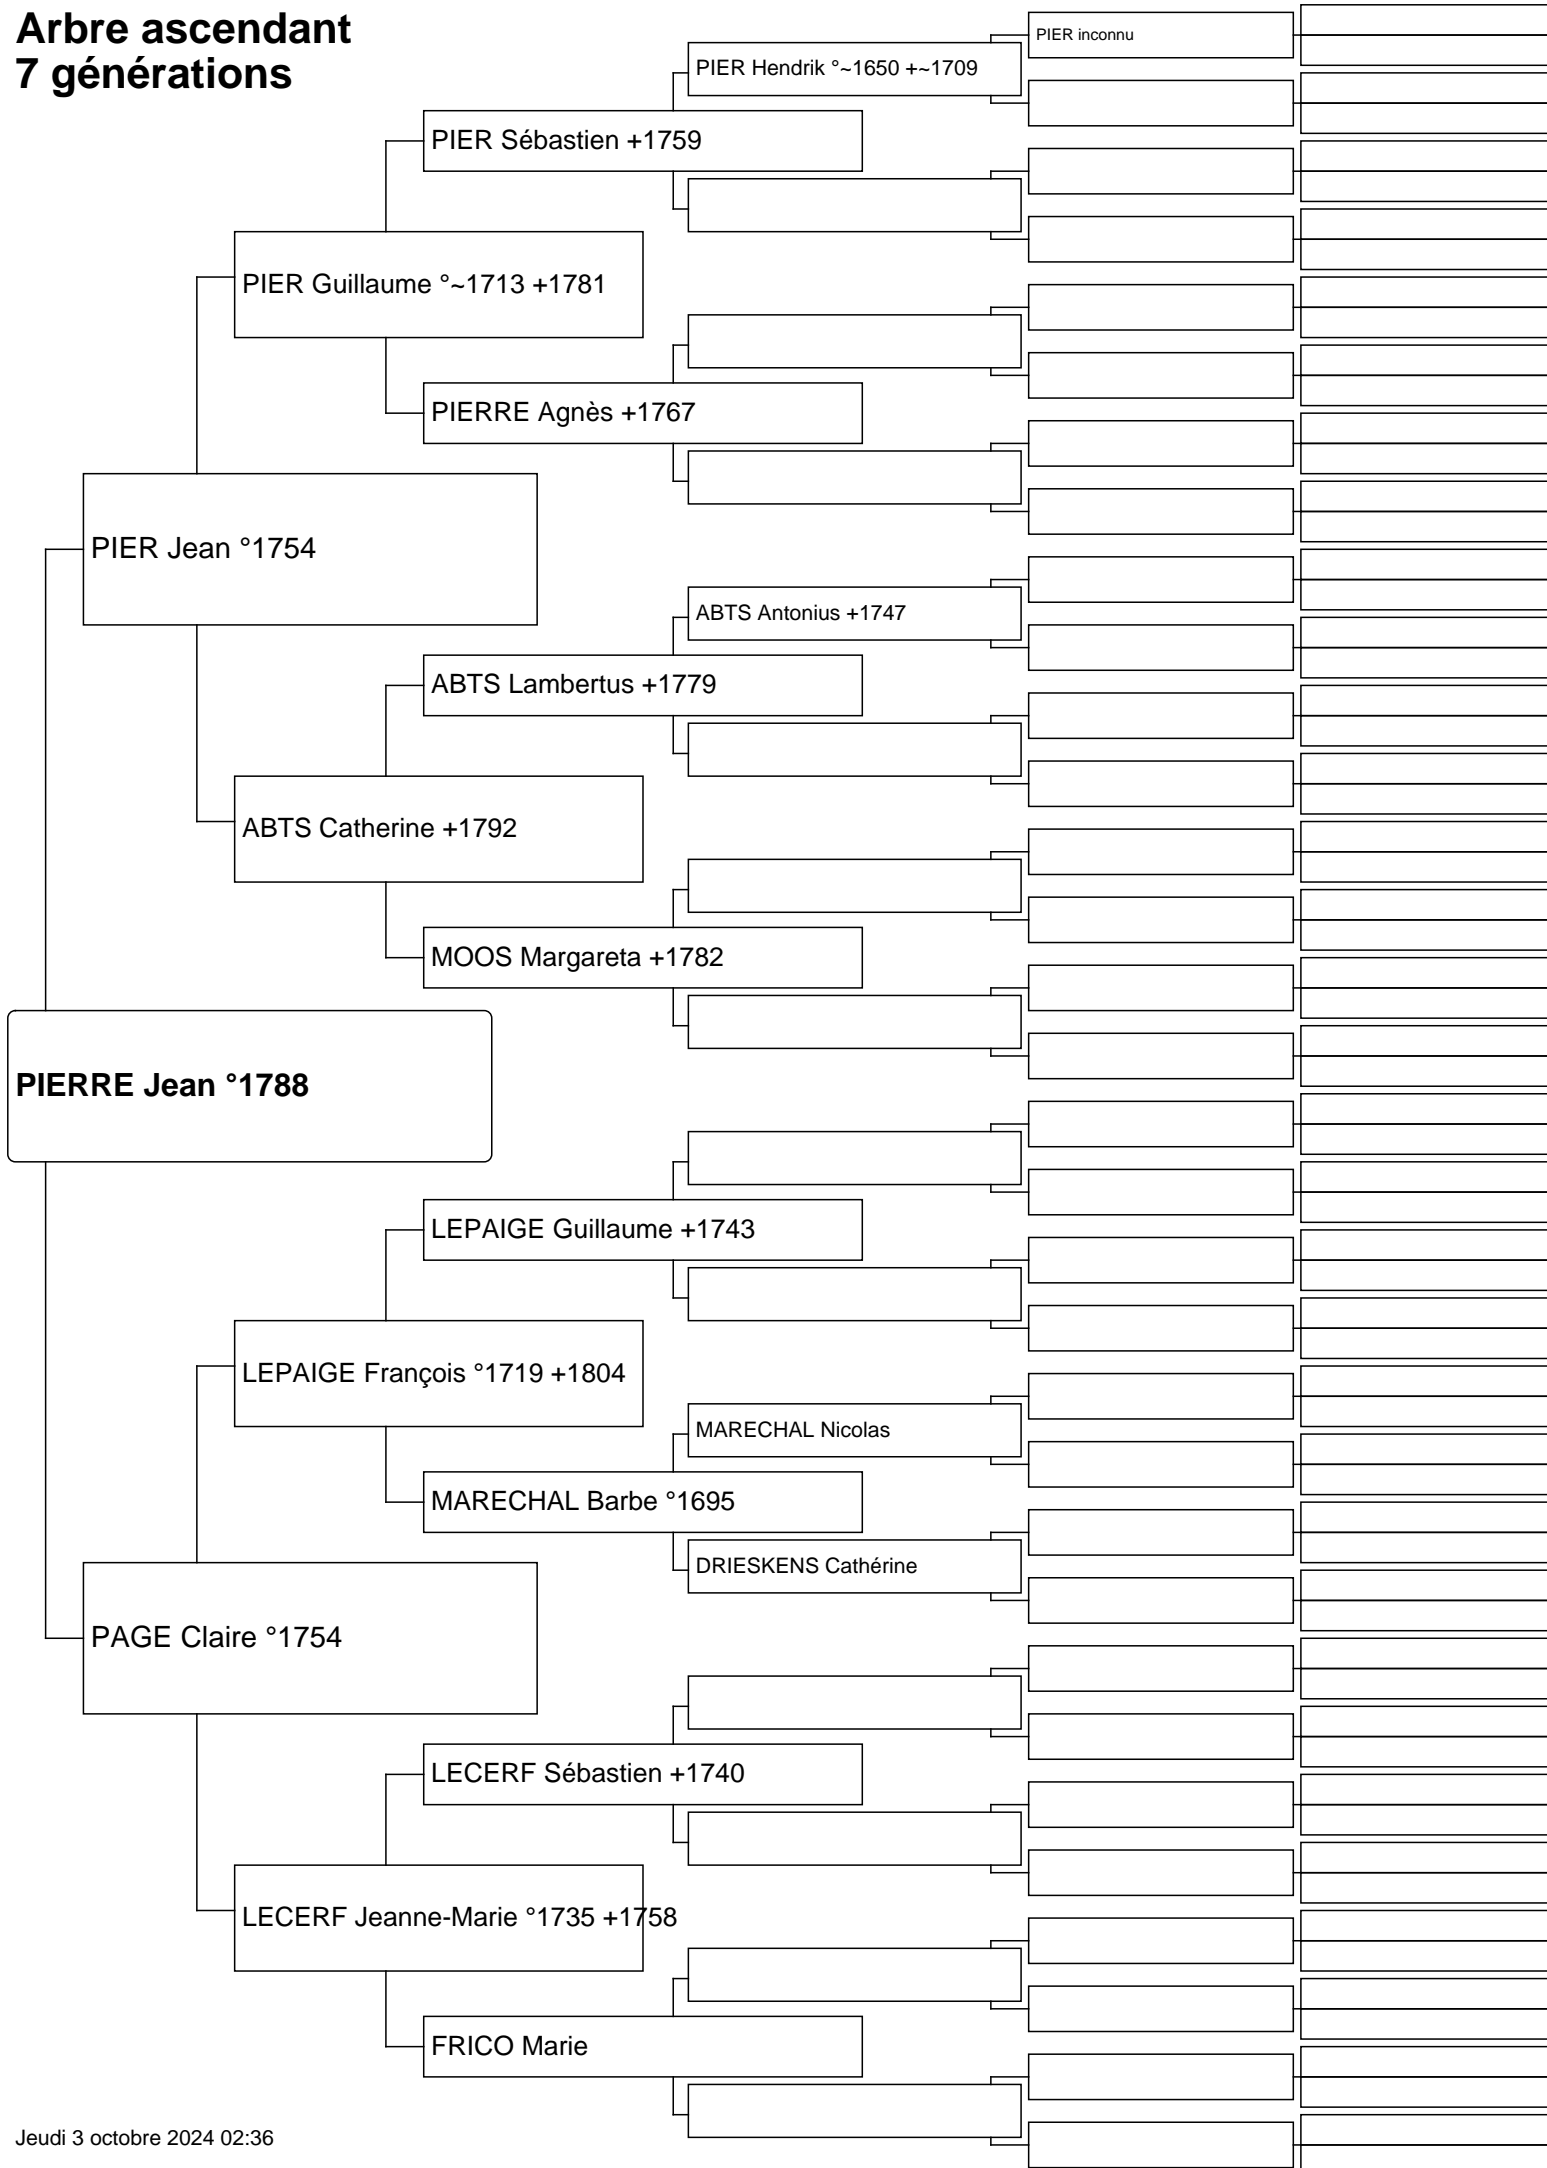 Arbre ascendant
7 générations
PIER inconnu
PIER Hendrik °~1650 +~1709
PIER Sébastien +1759
PIER Guillaume °~1713 +1781
PIERRE Agnès +1767
PIER Jean °1754
ABTS Antonius +1747
ABTS Lambertus +1779
ABTS Catherine +1792
MOOS Margareta +1782
PIERRE Jean °1788
LEPAIGE Guillaume +1743
LEPAIGE François °1719 +1804
MARECHAL Nicolas
MARECHAL Barbe °1695
DRIESKENS Cathérine
PAGE Claire °1754
LECERF Sébastien +1740
LECERF Jeanne-Marie °1735 +1758
FRICO Marie
Jeudi 3 octobre 2024 02:36